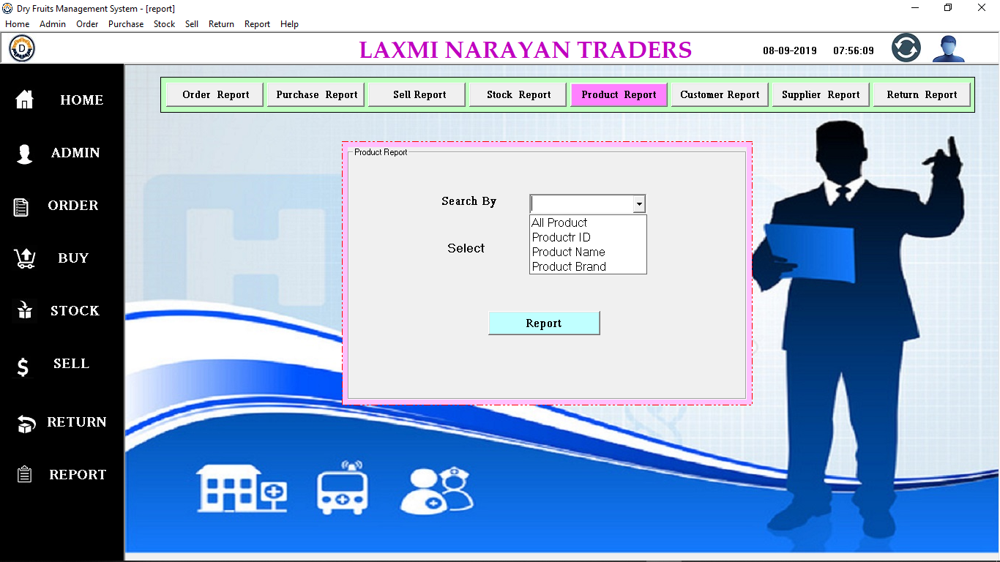 Dry Fruits Management System - [report]
Home Admin Order Purchase Stock Sell Return Report Help
D
LAXMI NARAYAN TRADERS
08-09-2019 07:56:09
HOME
ADMIN
ORDER
BUY
STOCK
$
SELL
RETURN
REPORT
Order Report Purchase Report Sell Report Stock Report Product Report Customer Report Supplier Report Return Report
Product Report
Search By
All Product
Productr ID
Product Name
Product Brand
Select
Report
H